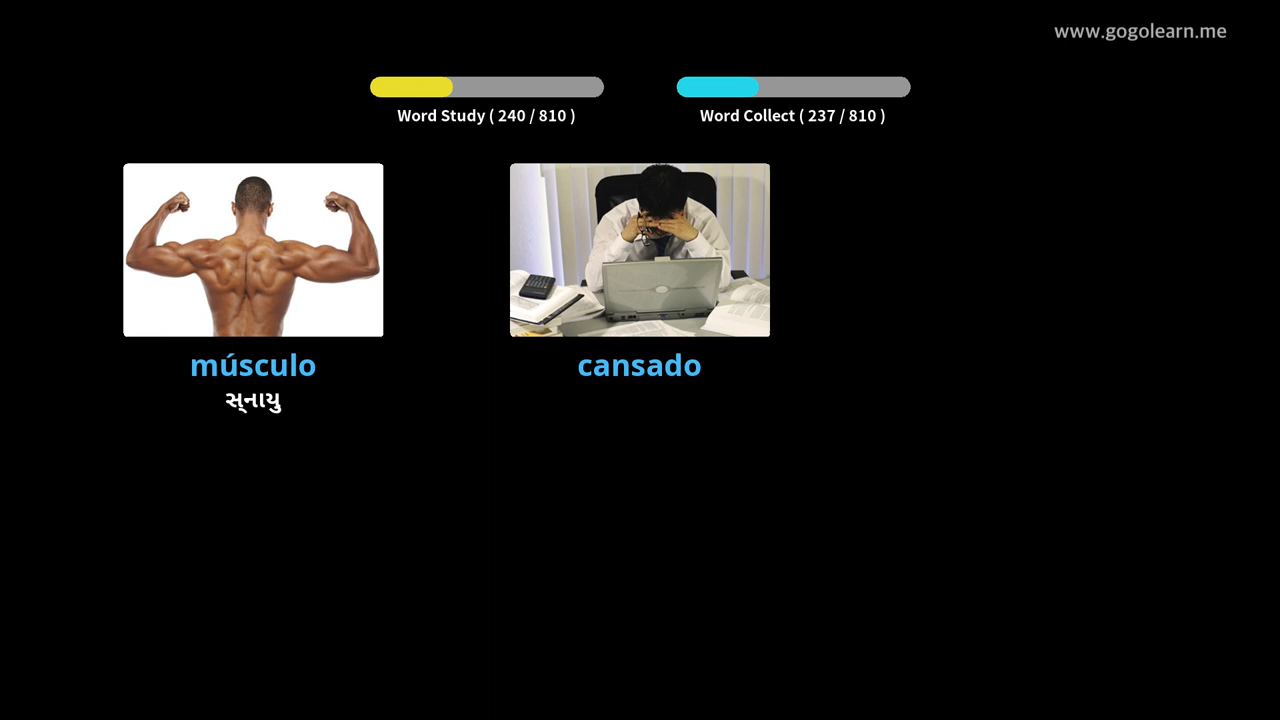 www.gogolearn.me
Word Study ( 240 / 810 )
Word Collect ( 237 / 810 )
músculo
સ્નાયુ
cansado